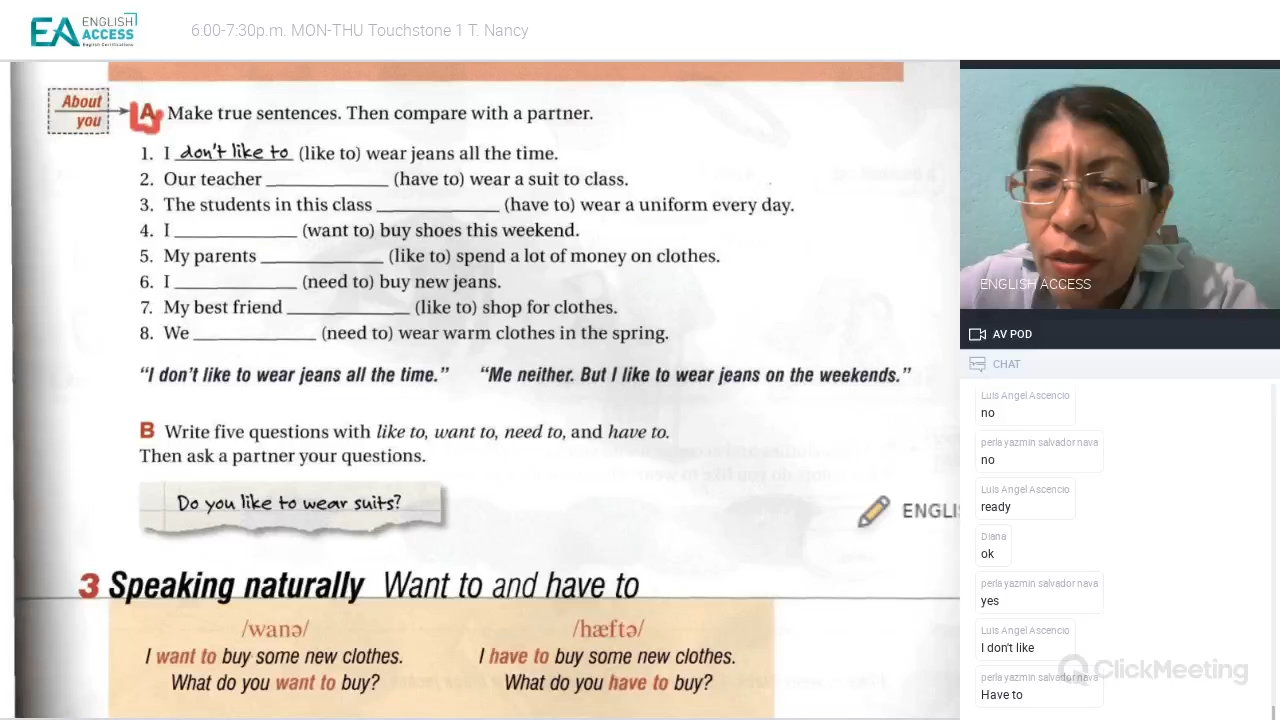 EA ENGLISH ACCESS
English Certifications
6:00-7:30p.m. MON-THU Touchstone 1 T. Nancy
About you
A Make true sentences. Then compare with a partner.
1. I don't like to (like to) wear jeans all the time.
2. Our teacher ____________ (have to) wear a suit to class.
3. The students in this class ____________ (have to) wear a uniform every day.
4. I ____________ (want to) buy shoes this weekend.
5. My parents ____________ (like to) spend a lot of money on clothes.
6. I ____________ (need to) buy new jeans.
7. My best friend ____________ (like to) shop for clothes.
8. We ____________ (need to) wear warm clothes in the spring.
“I don't like to wear jeans all the time.” “Me neither. But I like to wear jeans on the weekends.”
B Write five questions with like to, want to, need to, and have to.
Then ask a partner your questions.
Do you like to wear suits?
ENGLI
3 Speaking naturally Want to and have to
/wanə/ /hæftə/
I want to buy some new clothes. I have to buy some new clothes.
What do you want to buy? What do you have to buy?
ENGLISH ACCESS
AV POD
CHAT
Luis Angel Ascencio
no
perla yazmin salvador nava
no
Luis Angel Ascencio
ready
Diana
ok
perla yazmin salvador nava
yes
Luis Angel Ascencio
I don't like
perla yazmin salvador nava
Have to
ClickMeeting